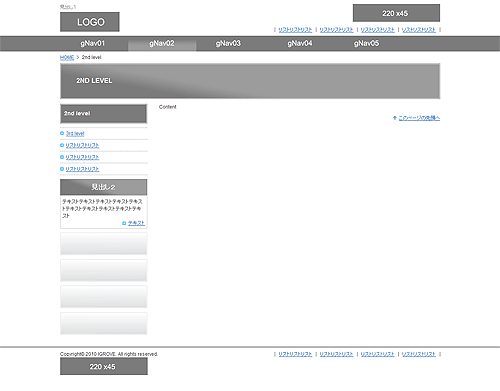 見出し1
LOGO
220 x45
| リストリストリスト | リストリストリスト | リストリストリスト | リストリストリスト |
gNav01 gNav02 gNav03 gNav04 gNav05
HOME > 2nd level
2ND LEVEL
2nd level
3rd level
リストリストリスト
リストリストリスト
リストリストリスト
見出し2
テキストテキストテキストテキストテキス
トテキストテキストテキストテキストテキ
スト
テキスト
Content
このページの先頭へ
Copyright© 2010 IGROVE. All rights reserved.
| リストリストリスト | リストリストリスト | リストリストリスト | リストリストリスト |
220 x45